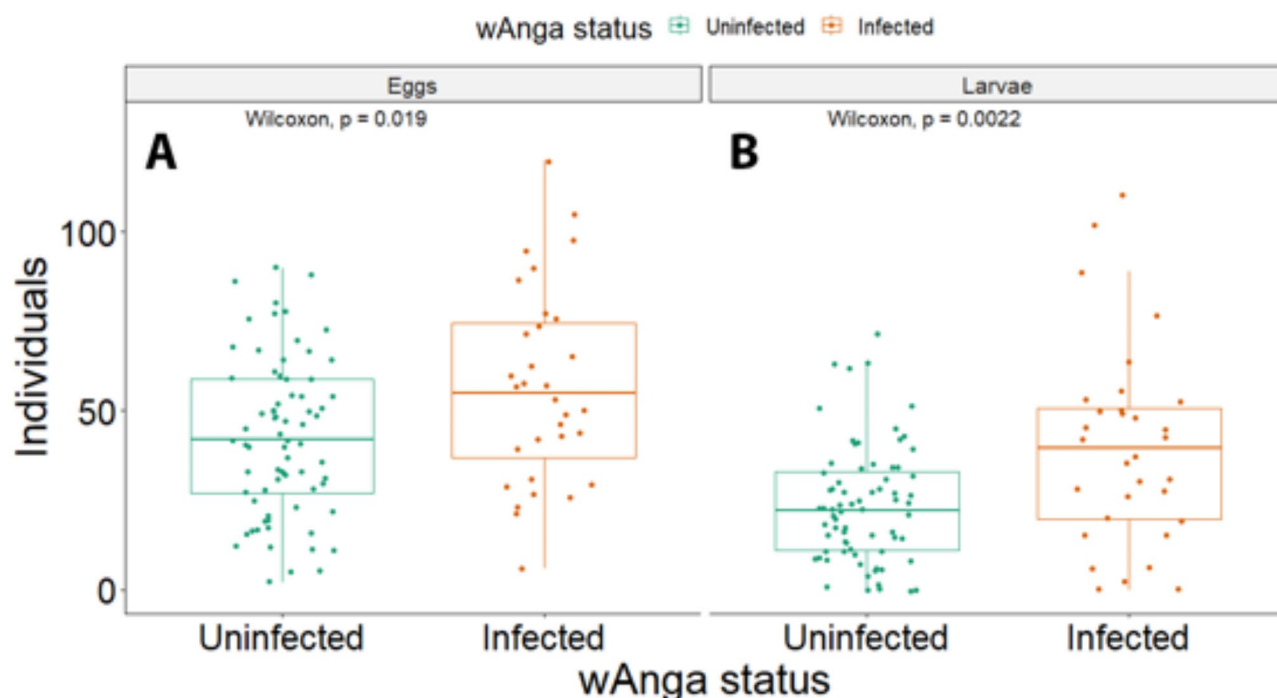 wAnga status Uninfected Infected
Eggs Larvae
Wilcoxon, p = 0.019 Wilcoxon, p = 0.0022
A B
Individuals
100
50
0
Uninfected Infected Uninfected Infected
wAnga status